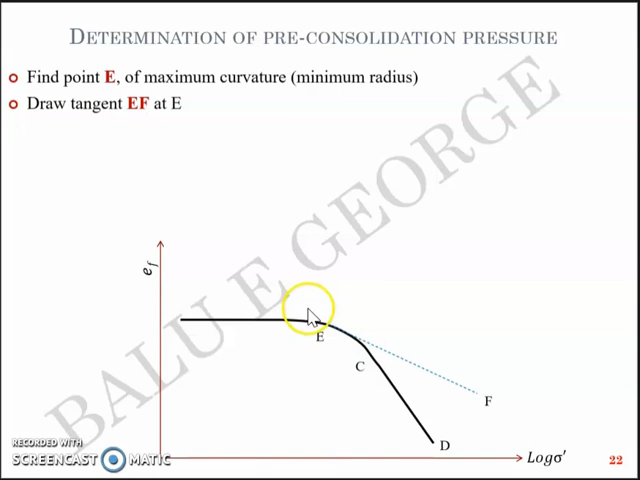 DETERMINATION OF PRE-CONSOLIDATION PRESSURE
Find point E, of maximum curvature (minimum radius)
Draw tangent EF at E
BALU E GEORGE
e_f
E
C
F
D
Logσ′
RECORDED WITH
SCREENCAST MATIC
22